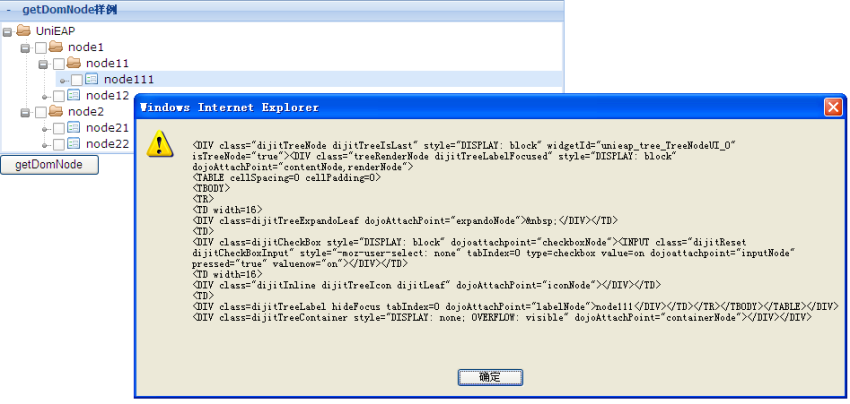 - getDomNode样例
UniEAP
node1
node11
node111
node12
node2
node21
node22
getDomNode
Windows Internet Explorer
<DIV class="dijitTreeNode dijitTreeIsLast" style="DISPLAY: block" widgetId="unieap_tree_TreeNodeUI_0"
isTreeNode="true"><DIV class="treeRenderNode dijitTreeLabelFocused" style="DISPLAY: block"
dojoAttachPoint="contentNode,renderNode">
<TABLE cellSpacing=0 cellPadding=0>
<TBODY>
<TR>
<TD width=16>
<DIV class=dijitTreeExpandoLeaf dojoAttachPoint="expandoNode">&nbsp;</DIV></TD>
<TD>
<DIV class=dijitCheckBox style="DISPLAY: block" dojoattachpoint="checkboxNode"><INPUT class="dijitReset
dijitCheckBoxInput" style="-moz-user-select: none" tabIndex=0 type=checkbox value=on dojoattachpoint="inputNode"
pressed="true" valuenow="on"></DIV></TD>
<TD width=16>
<DIV class="dijitInline dijitTreeIcon dijitLeaf" dojoAttachPoint="iconNode"></DIV></TD>
<TD>
<DIV class=dijitTreeLabel hideFocus tabIndex=0 dojoAttachPoint="labelNode">node111</DIV></TD></TR></TBODY></TABLE></DIV>
<DIV class=dijitTreeContainer style="DISPLAY: none; OVERFLOW: visible" dojoAttachPoint="containerNode"></DIV></DIV>
确定